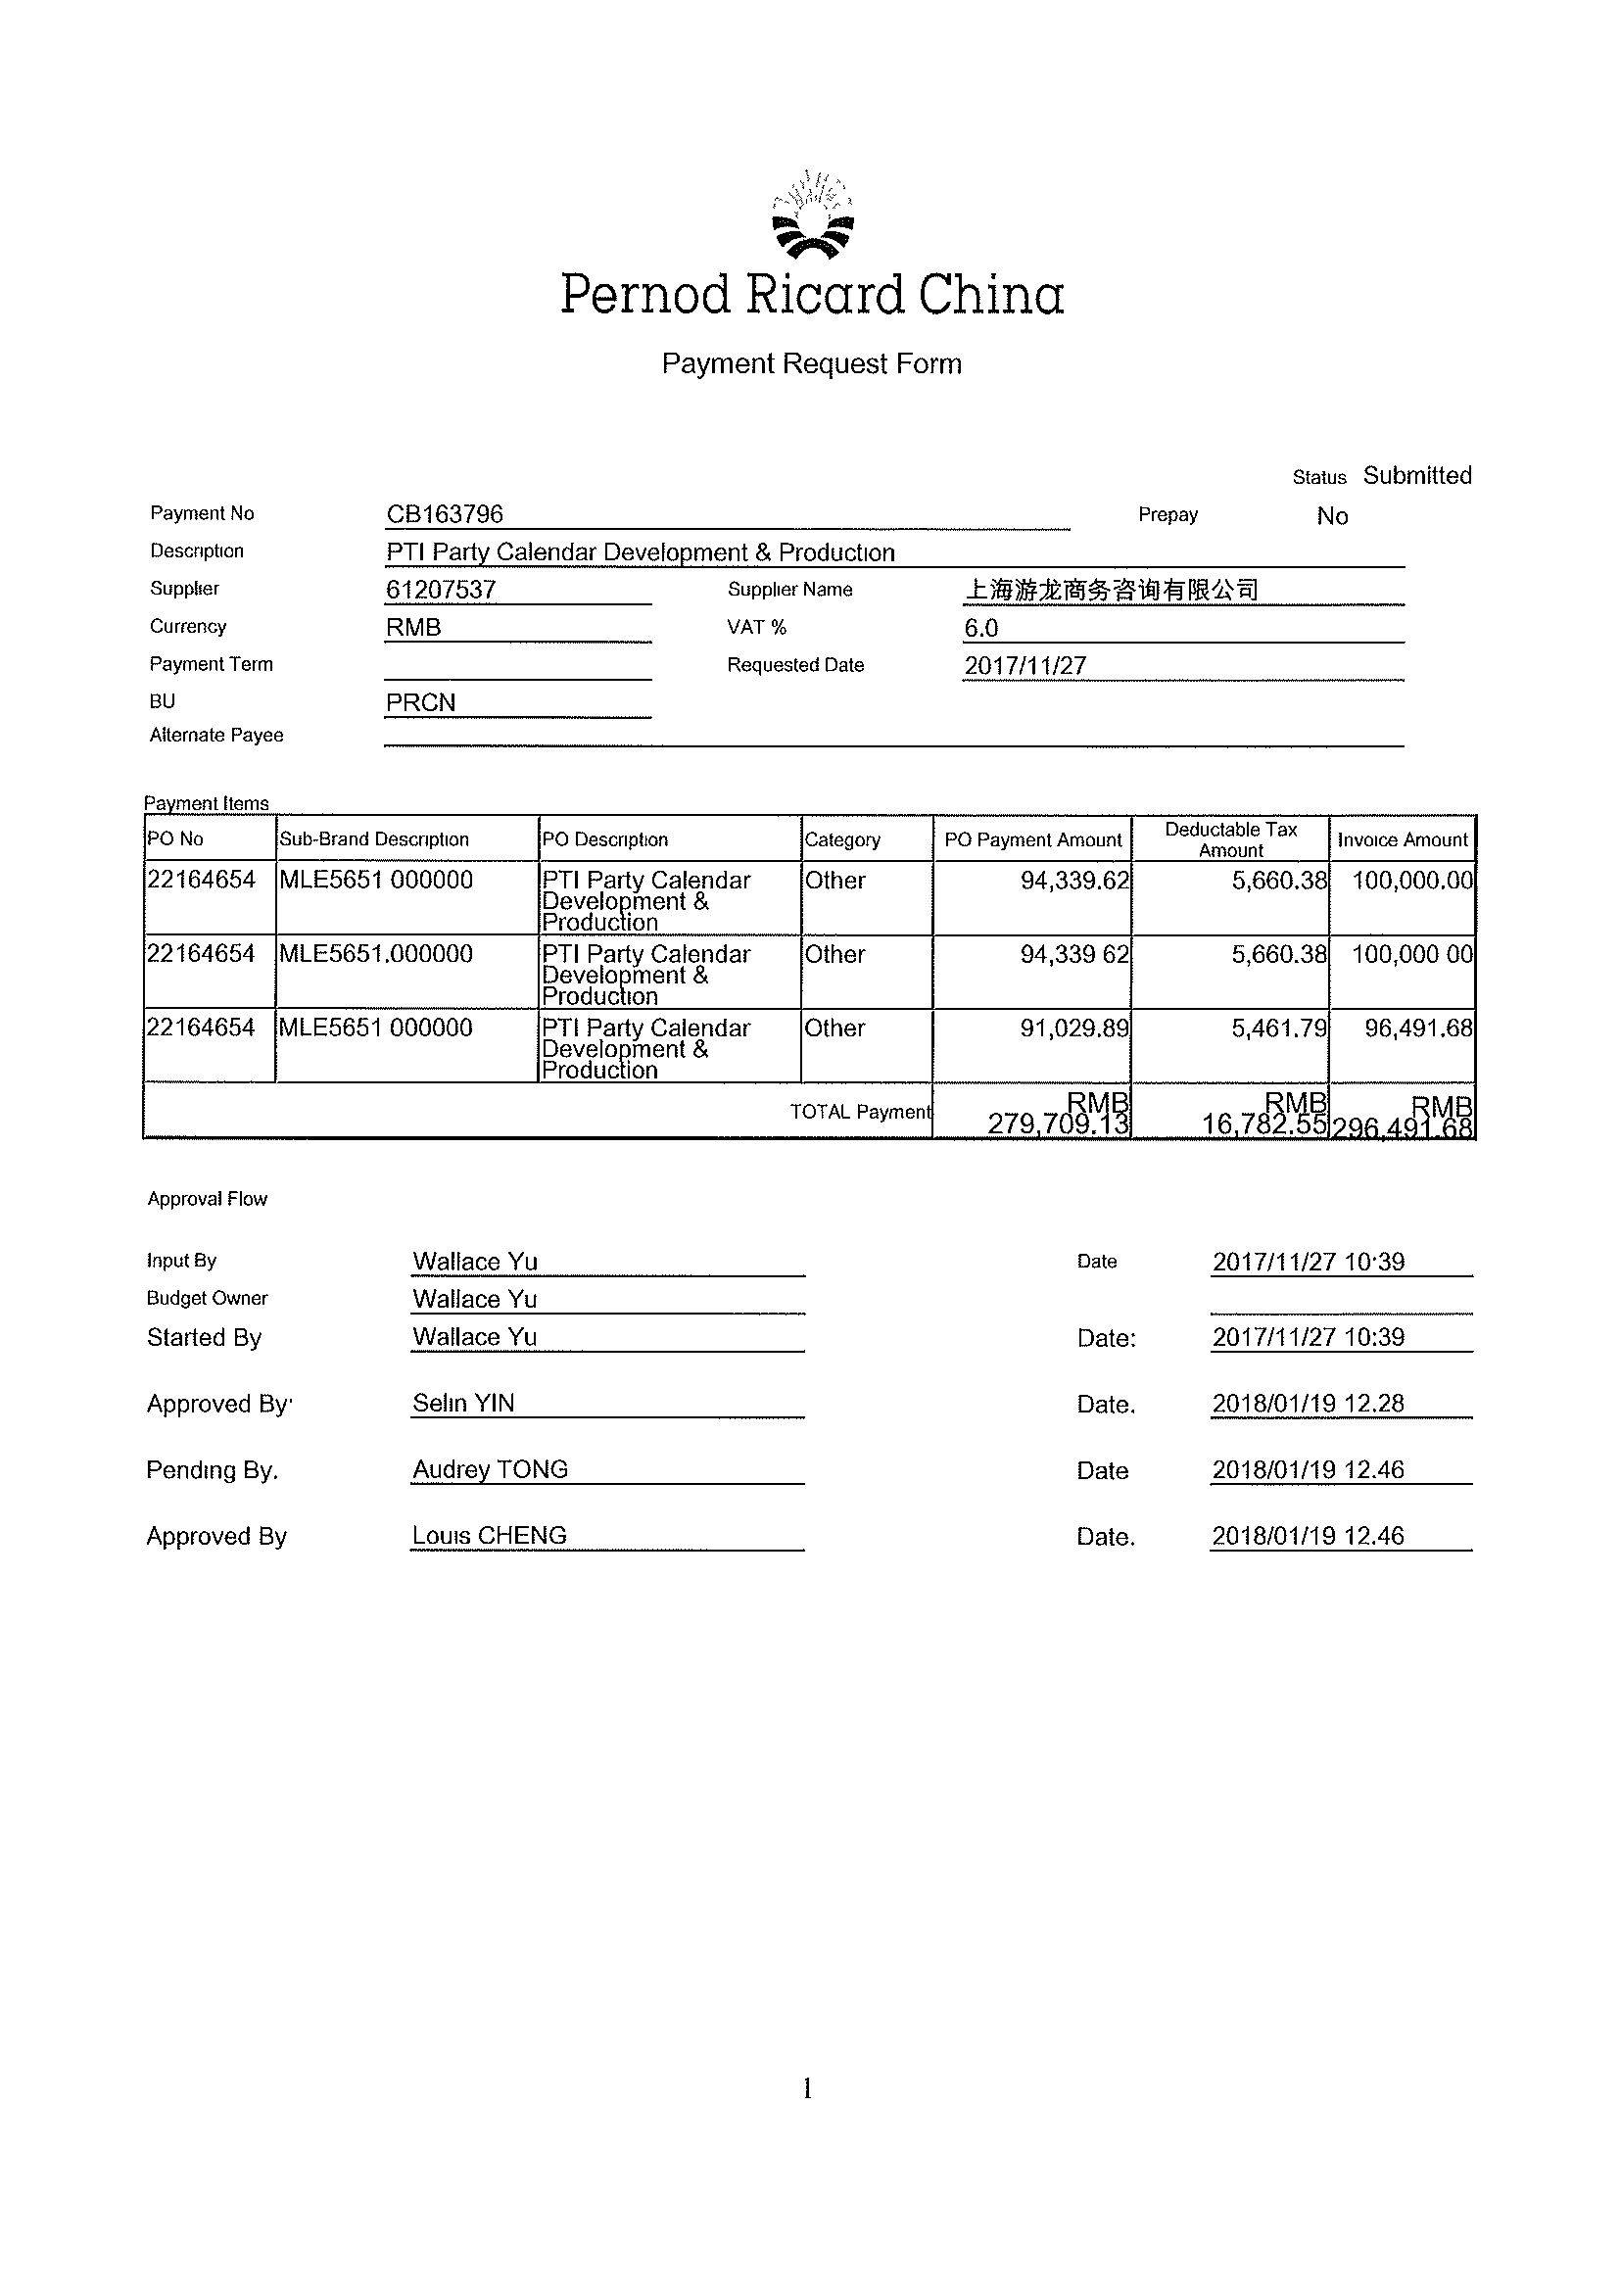 Pernod Ricard China
Payment Request Form
Status Submitted
Payment No CB163796 Prepay No
Description PTI Party Calendar Development & Production
Supplier 61207537 Supplier Name 上海游龙商务咨询有限公司
Currency RMB VAT % 6.0
Payment Term Requested Date 2017/11/27
BU PRCN
Alternate Payee
Payment Items
PO No Sub-Brand Description PO Description Category PO Payment Amount Deductable Tax Amount Invoice Amount
22164654 MLE5651 000000 PTI Party Calendar Other 94,339.62 5,660.38 100,000.00
Development &
Production
22164654 MLE5651.000000 PTI Party Calendar Other 94,339 62 5,660.38 100,000 00
Development &
Production
22164654 MLE5651 000000 PTI Party Calendar Other 91,029.89 5,461.79 96,491.68
Development &
Production
TOTAL Payment RMB 279,709.13 RMB 16,782.55 RMB 296,491.68
Approval Flow
Input By Wallace Yu Date 2017/11/27 10:39
Budget Owner Wallace Yu
Started By Wallace Yu Date: 2017/11/27 10:39
Approved By' Selin YIN Date. 2018/01/19 12.28
Pending By. Audrey TONG Date 2018/01/19 12.46
Approved By Louis CHENG Date. 2018/01/19 12.46
1